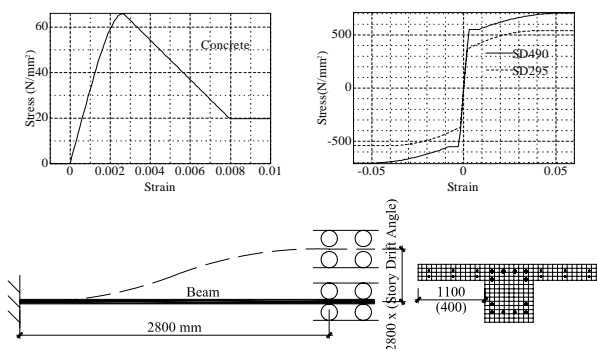 60
40
20
0
0
0.002
0.004
0.006
0.008
0.01
Stress (N/mm²)
Strain
Concrete
500
0
-500
-0.05
0
0.05
Stress(N/mm²)
Strain
SD490
SD295
Beam
2800 mm
2800 x (Story Drift Angle)
1100
(400)